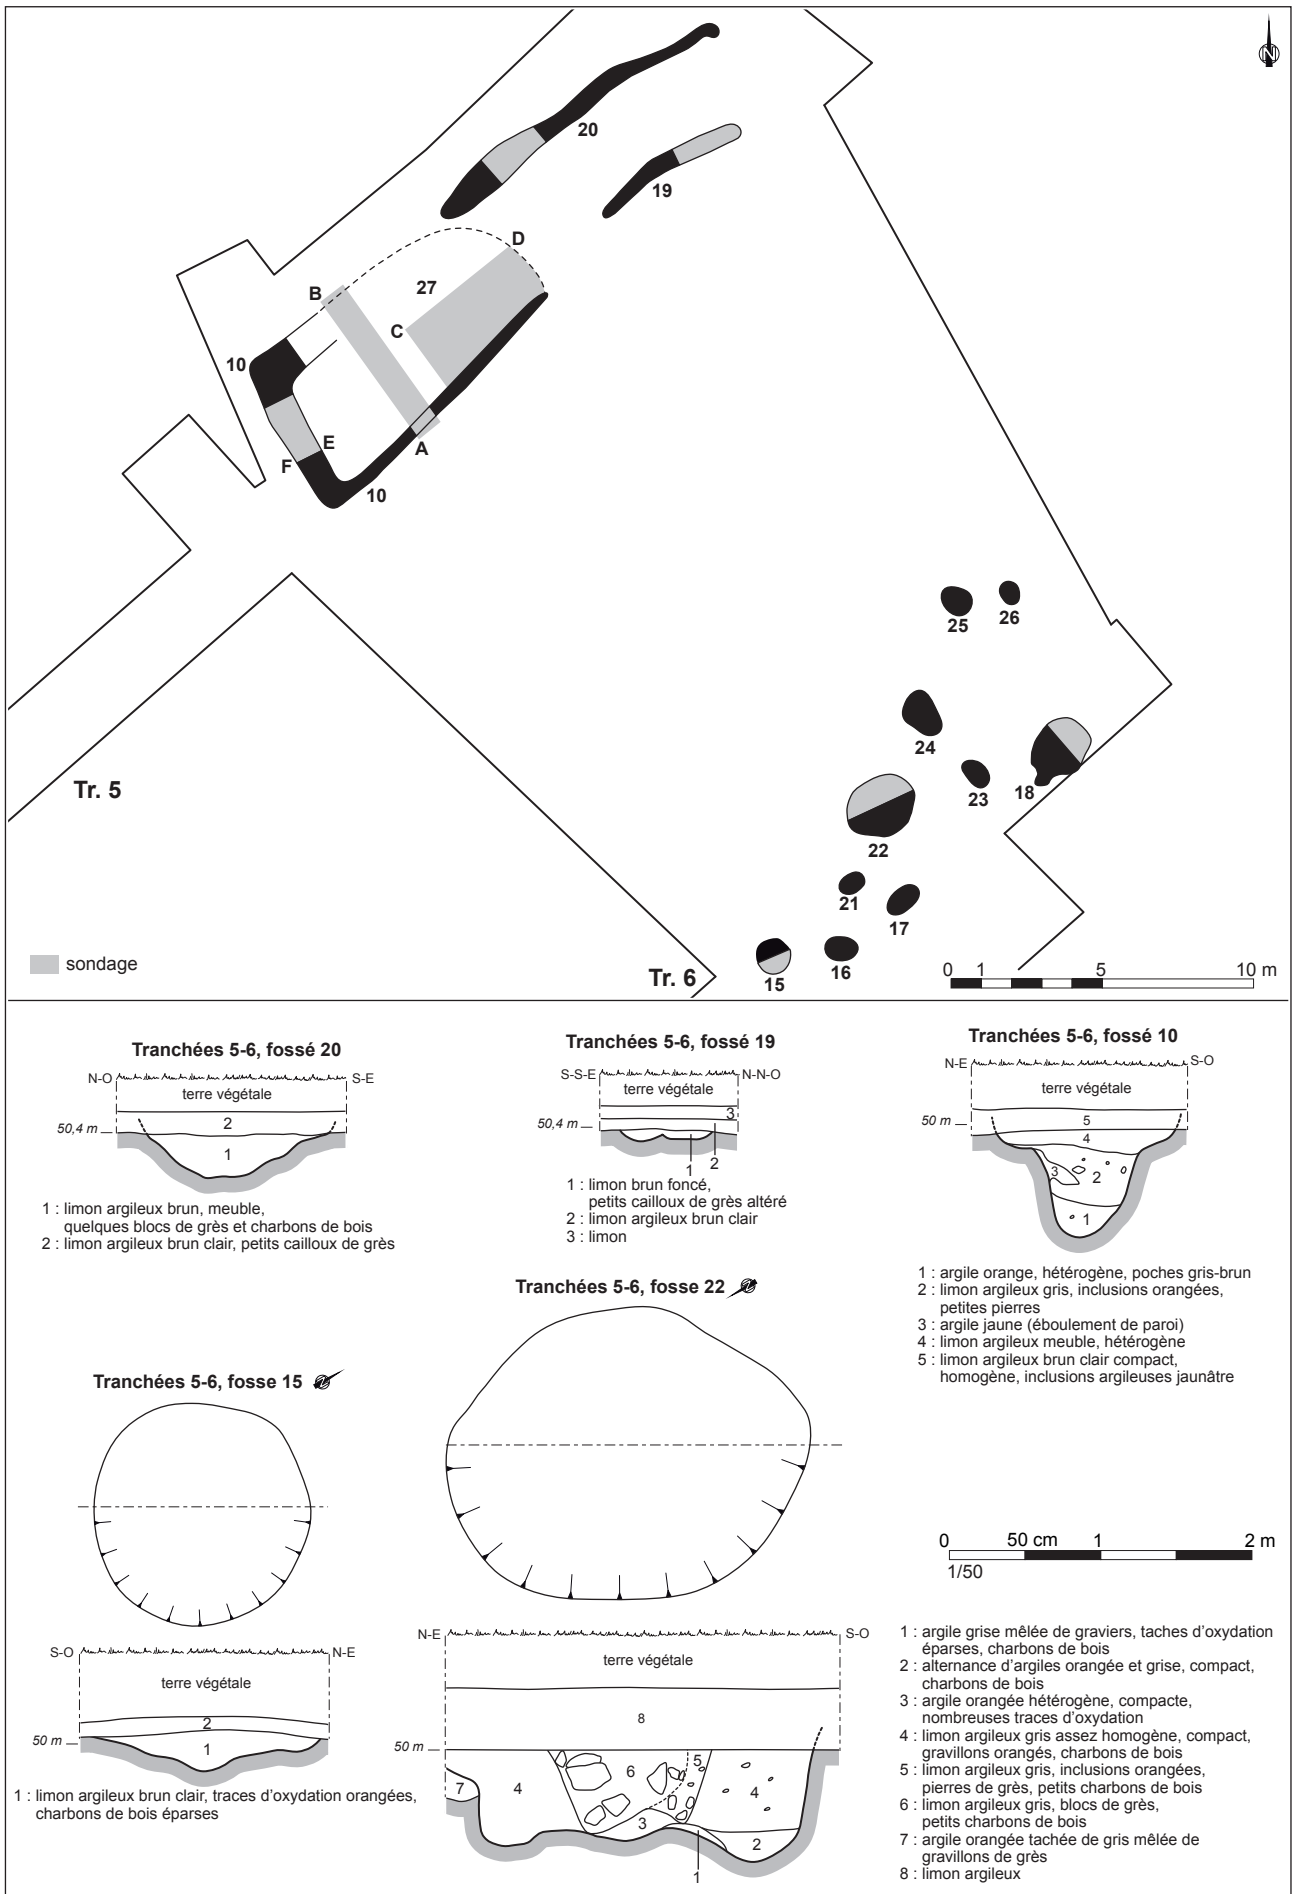 N
20
19
D
B
27
C
10
E
A
F
10
25
26
24
Tr. 5
18
23
22
21
17
sondage
Tr. 6
15
16
0 1 5 10 m
Tranchées 5-6, fossé 20
N-O
S-E
terre végétale
2
50,4 m
1
1 : limon argileux brun, meuble,
quelques blocs de grès et charbons de bois
2 : limon argileux brun clair, petits cailloux de grès
Tranchées 5-6, fossé 19
S-S-E
N-N-O
terre végétale
3
50,4 m
1
2
1 : limon brun foncé,
petits cailloux de grès altéré
2 : limon argileux brun clair
3 : limon
Tranchées 5-6, fossé 10
N-E
S-O
terre végétale
50 m
5
4
3
2
1
1 : argile orange, hétérogène, poches gris-brun
2 : limon argileux gris, inclusions orangées,
petites pierres
3 : argile jaune (éboulement de paroi)
4 : limon argileux meuble, hétérogène
5 : limon argileux brun clair compact,
homogène, inclusions argileuses jaunâtre
Tranchées 5-6, fosse 15
S-O
N-E
terre végétale
2
50 m
1
1 : limon argileux brun clair, traces d'oxydation orangées,
charbons de bois éparses
Tranchées 5-6, fosse 22
N-E
S-O
terre végétale
8
50 m
7
4
6
5
4
3
2
1
0 50 cm 1 2 m
1/50
1 : argile grise mêlée de graviers, taches d'oxydation
éparses, charbons de bois
2 : alternance d'argiles orangée et grise, compact,
charbons de bois
3 : argile orangée hétérogène, compacte,
nombreuses traces d'oxydation
4 : limon argileux gris assez homogène, compact,
gravillons orangés, charbons de bois
5 : limon argileux gris, inclusions orangées,
pierres de grès, petits charbons de bois
6 : limon argileux gris, blocs de grès,
petits charbons de bois
7 : argile orangée tachée de gris mêlée de
gravillons de grès
8 : limon argileux